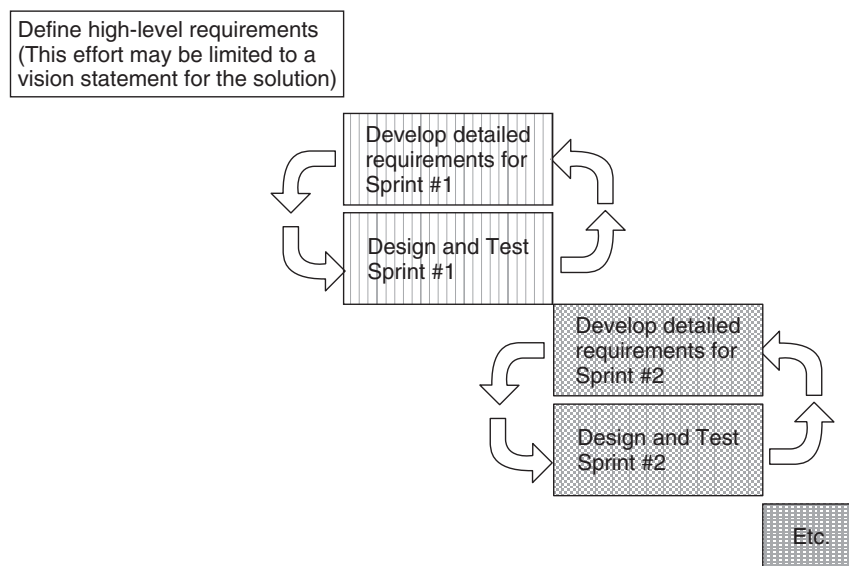 Define high-level requirements
(This effort may be limited to a
vision statement for the solution)
Develop detailed
requirements for
Sprint #1
Design and Test
Sprint #1
Develop detailed
requirements for
Sprint #2
Design and Test
Sprint #2
Etc.